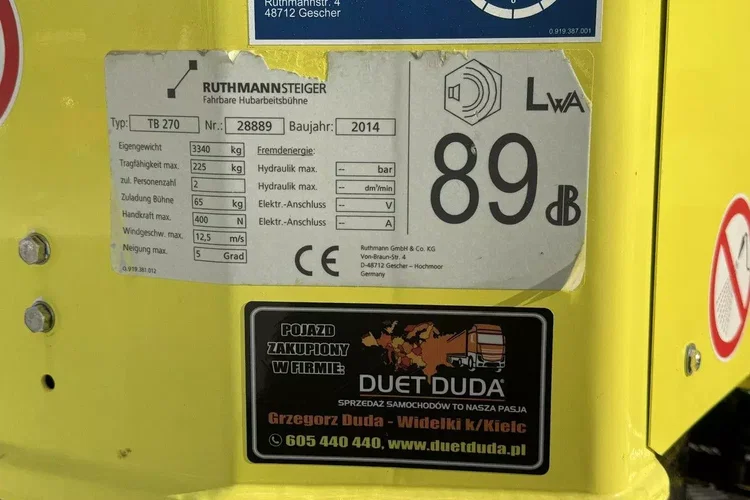 Ruthmannstr. 4
48712 Gescher
0.919.387.001
RUTHMANNSTEIGER
Fahrbare Hubarbeitsbühne
Typ: TB 270 Nr.: 28889 Baujahr: 2014
Eigengewicht 3340 kg
Tragfähigkeit max. 225 kg
zul. Personenzahl 2
Zuladung Bühne 65 kg
Handkraft max. 400 N
Windgeschw. max. 12,5 m/s
Neigung max. 5 Grad
0.919.381.012
Fremdenergie:
Hydraulik max. -- bar
Hydraulik max. -- dm³/min
Elektr.-Anschluss -- V
Elektr.-Anschluss -- A
CE
Ruthmann GmbH & Co. KG
Von-Braun-Str. 4
D-48712 Gescher - Hochmoor
Germany
LWA
89 dB
POJAZD
ZAKUPIONY
W FIRMIE:
DUET DUDA®
SPRZEDAŻ SAMOCHODÓW TO NASZA PASJA
Grzegorz Duda - Widełki k/Kielc
605 440 440, www.duetduda.pl